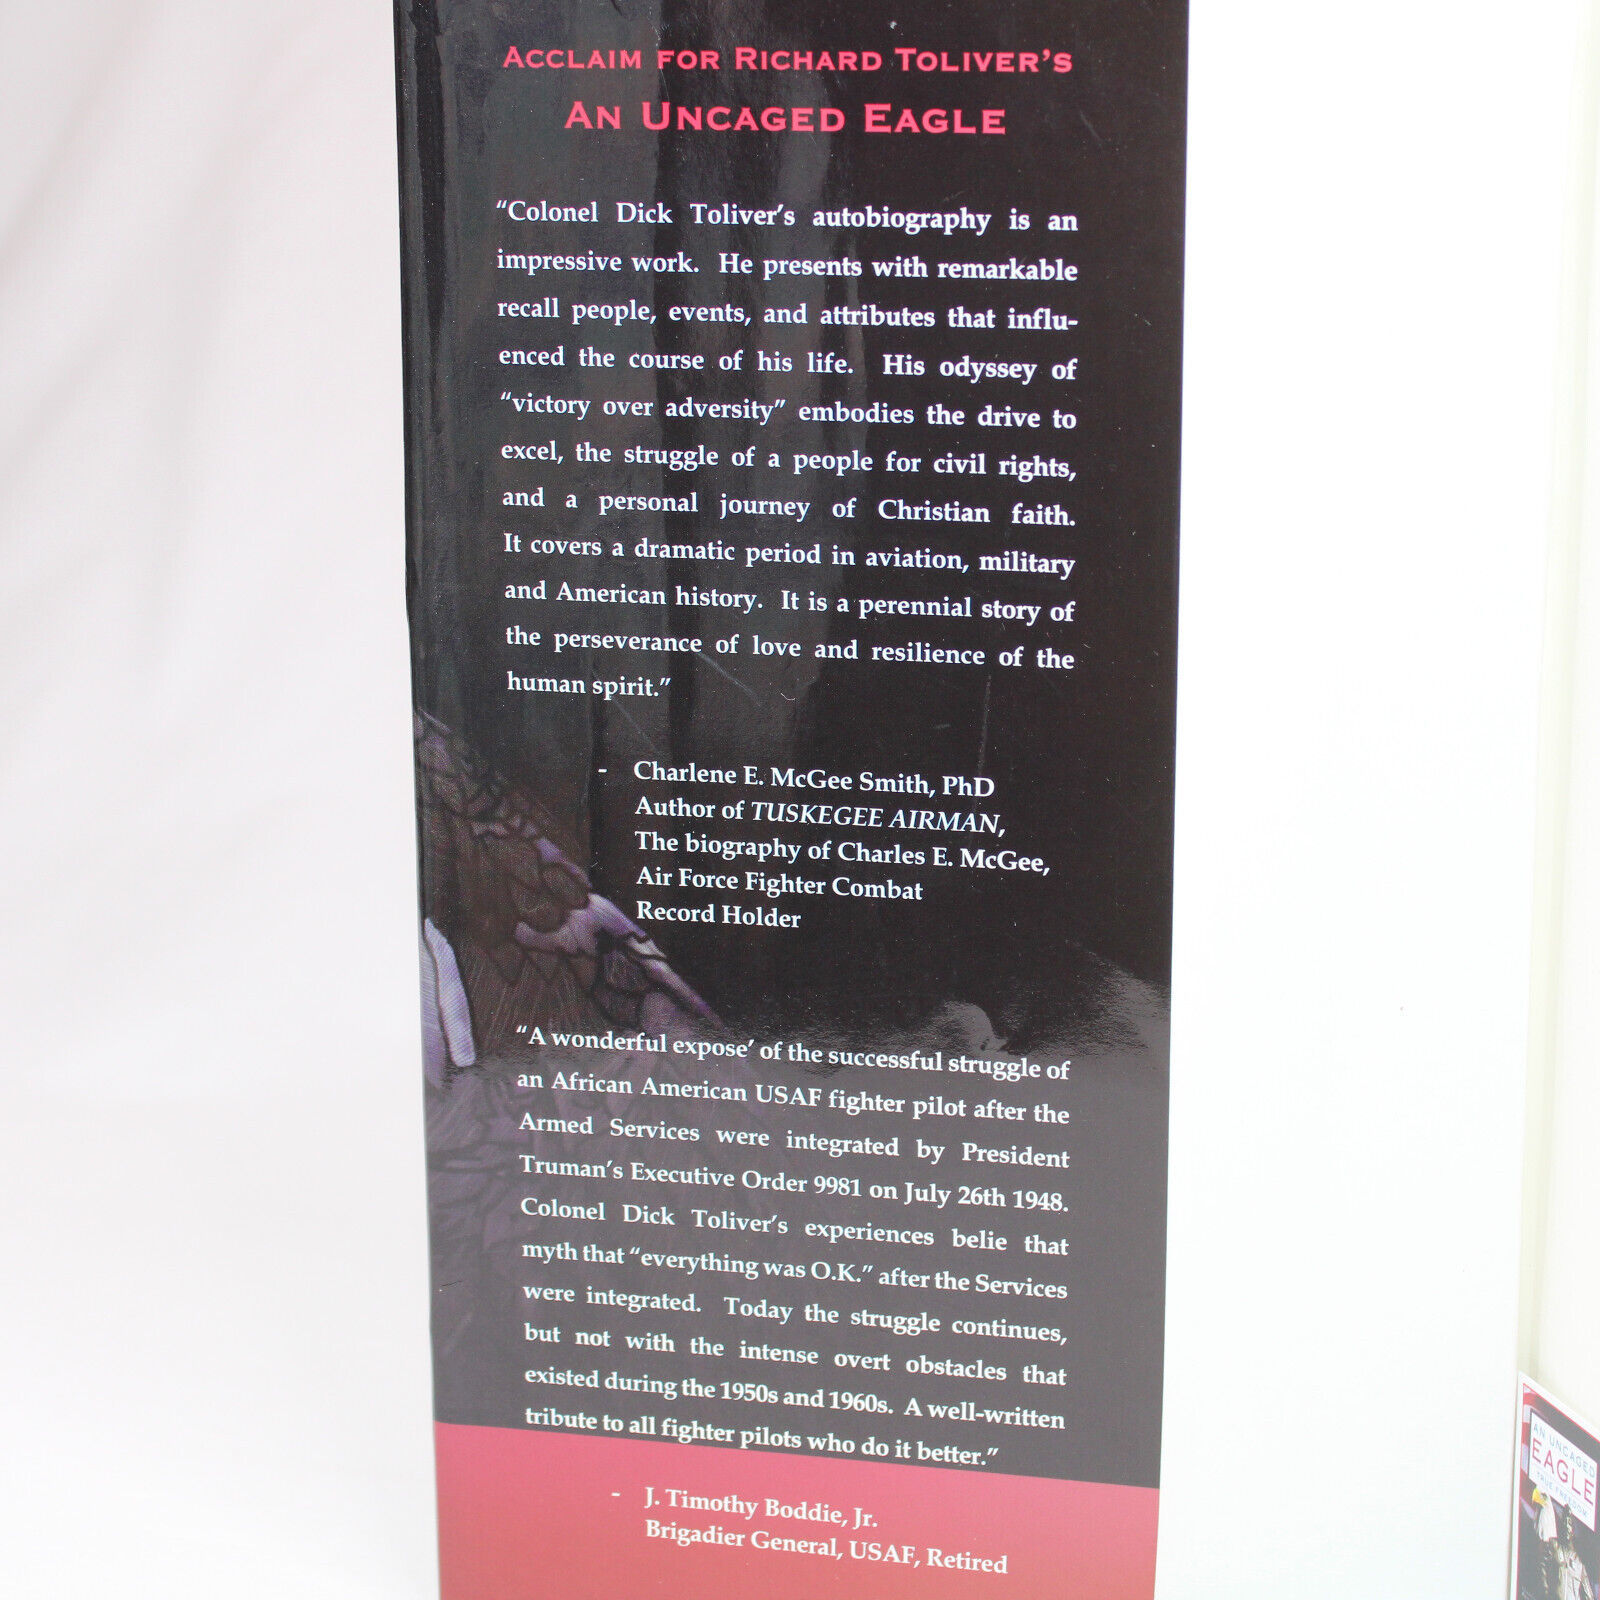 ACCLAIM FOR RICHARD TOLIVER'S
AN UNCAGED EAGLE
“Colonel Dick Toliver’s autobiography is an
impressive work. He presents with remarkable
recall people, events, and attributes that influ-
enced the course of his life. His odyssey of
“victory over adversity” embodies the drive to
excel, the struggle of a people for civil rights,
and a personal journey of Christian faith.
It covers a dramatic period in aviation, military
and American history. It is a perennial story of
the perseverance of love and resilience of the
human spirit.”
- Charlene E. McGee Smith, PhD
Author of TUSKEGEE AIRMAN,
The biography of Charles E. McGee,
Air Force Fighter Combat
Record Holder
“A wonderful expose’ of the successful struggle of
an African American USAF fighter pilot after the
Armed Services were integrated by President
Truman’s Executive Order 9981 on July 26th 1948.
Colonel Dick Toliver’s experiences belie that
myth that “everything was O.K.” after the Services
were integrated. Today the struggle continues,
but not with the intense overt obstacles that
existed during the 1950s and 1960s. A well-written
tribute to all fighter pilots who do it better.”
- J. Timothy Boddie, Jr.
Brigadier General, USAF, Retired
AN UNCAGED
EAGLE
TRUE FREEDOM